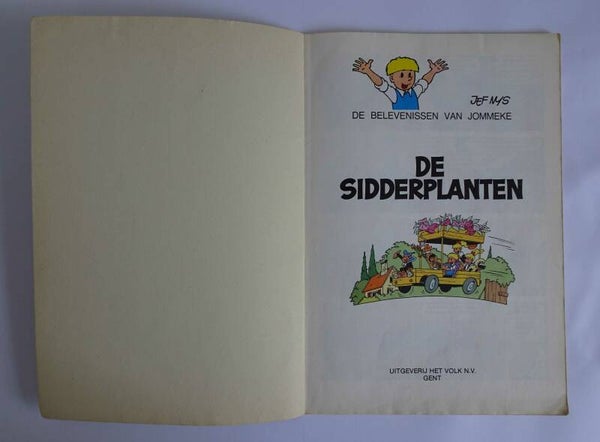 JEF NYS
DE BELEVENISSEN VAN JOMMEKE
DE
SIDDERPLANTEN
UITGEVERIJ HET VOLK N.V.
GENT